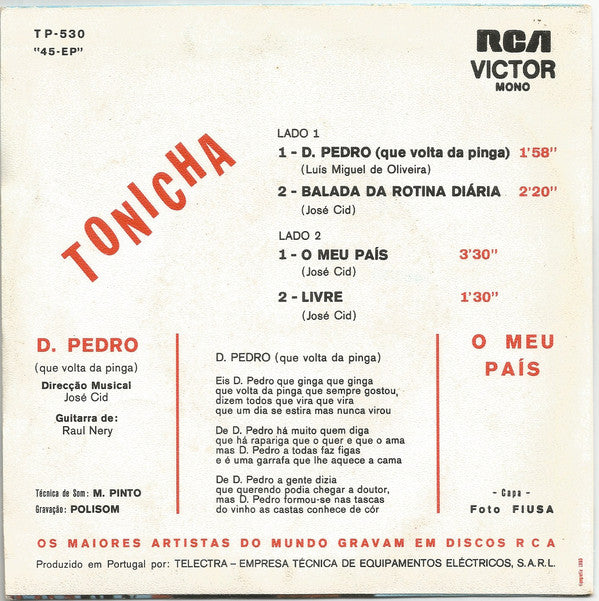 TP-530
"45-EP"
RCA
VICTOR
MONO
TONICHA
LADO 1
1 - D. PEDRO (que volta da pinga) 1'58"
(Luís Miguel de Oliveira)
2 - BALADA DA ROTINA DIÁRIA 2'20"
(José Cid)
LADO 2
1 - O MEU PAÍS 3'30"
(José Cid)
2 - LIVRE 1'30"
(José Cid)
D. PEDRO
(que volta da pinga)
Direcção Musical
José Cid
Guitarra de:
Raul Nery
Técnica de Som: M. PINTO
Gravação: POLISOM
D. PEDRO (que volta da pinga)
Eis D. Pedro que ginga que ginga
que volta da pinga que sempre gostou,
dizem todos que vira que vira
que um dia se estira mas nunca virou
De D. Pedro há muito quem diga
que há rapariga que o quer e que o ama
mas D. Pedro a todas faz figas
e é uma garrafa que lhe aquece a cama
De D. Pedro a gente dizia
que querendo podia chegar a doutor,
mas D. Pedro formou-se nas tascas
do vinho as castas conhece de cór
O MEU
PAÍS
- Capa -
Foto FIUSA
OS MAIORES ARTISTAS DO MUNDO GRAVAM EM DISCOS RCA
Produzido em Portugal por: TELECTRA - EMPRESA TÉCNICA DE EQUIPAMENTOS ELÉCTRICOS, S.A.R.L.